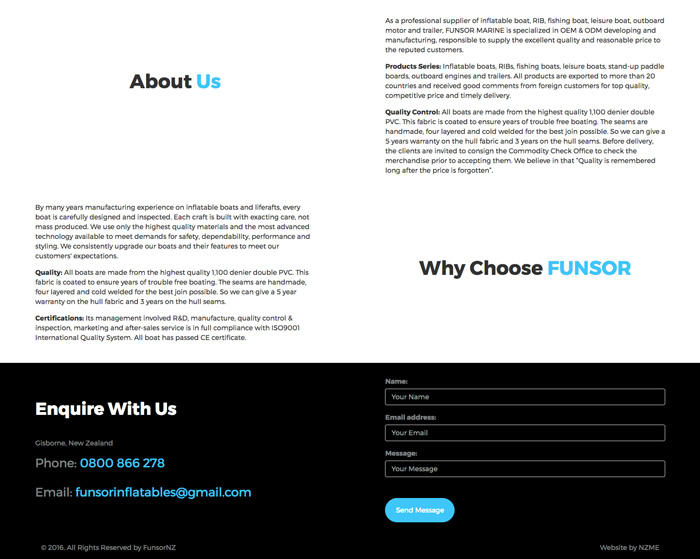 About Us
As a professional supplier of inflatable boat, RIB, fishing boat, leisure boat, outboard
motor and trailer, FUNSOR MARINE is specialized in OEM & ODM developing and
manufacturing, responsible to supply the excellent quality and reasonable price to
the reputed customers.
Products Series: Inflatable boats, RIBs, fishing boats, leisure boats, stand-up paddle
boards, outboard engines and trailers. All products are exported to more than 20
countries and received good comments from foreign customers for top quality,
competitive price and timely delivery.
Quality Control: All boats are made from the highest quality 1,100 denier double
PVC. This fabric is coated to ensure years of trouble free boating. The seams are
handmade, four layered and cold welded for the best join possible. So we can give a
5 years warranty on the hull fabric and 3 years on the hull seams. Before delivery,
the clients are invited to consign the Commodity Check Office to check the
merchandise prior to accepting them. We believe in that “Quality is remembered
long after the price is forgotten”.
By many years manufacturing experience on inflatable boats and liferafts, every
boat is carefully designed and inspected. Each craft is built with exacting care, not
mass produced. We use only the highest quality materials and the most advanced
technology available to meet demands for safety, dependability, performance and
styling. We consistently upgrade our boats and their features to meet our
customers' expectations.
Quality: All boats are made from the highest quality 1,100 denier double PVC. This
fabric is coated to ensure years of trouble free boating. The seams are handmade,
four layered and cold welded for the best join possible. So we can give a 5 year
warranty on the hull fabric and 3 years on the hull seams.
Certifications: Its management involved R&D, manufacture, quality control &
inspection, marketing and after-sales service is in full compliance with ISO9001
International Quality System. All boat has passed CE certificate.
Why Choose FUNSOR
Enquire With Us
Gisborne, New Zealand
Phone: 0800 866 278
Email: funsorinflatables@gmail.com
Name:
Your Name
Email address:
Your Email
Message:
Your Message
Send Message
© 2016, All Rights Reserved by FunsorNZ
Website by NZME